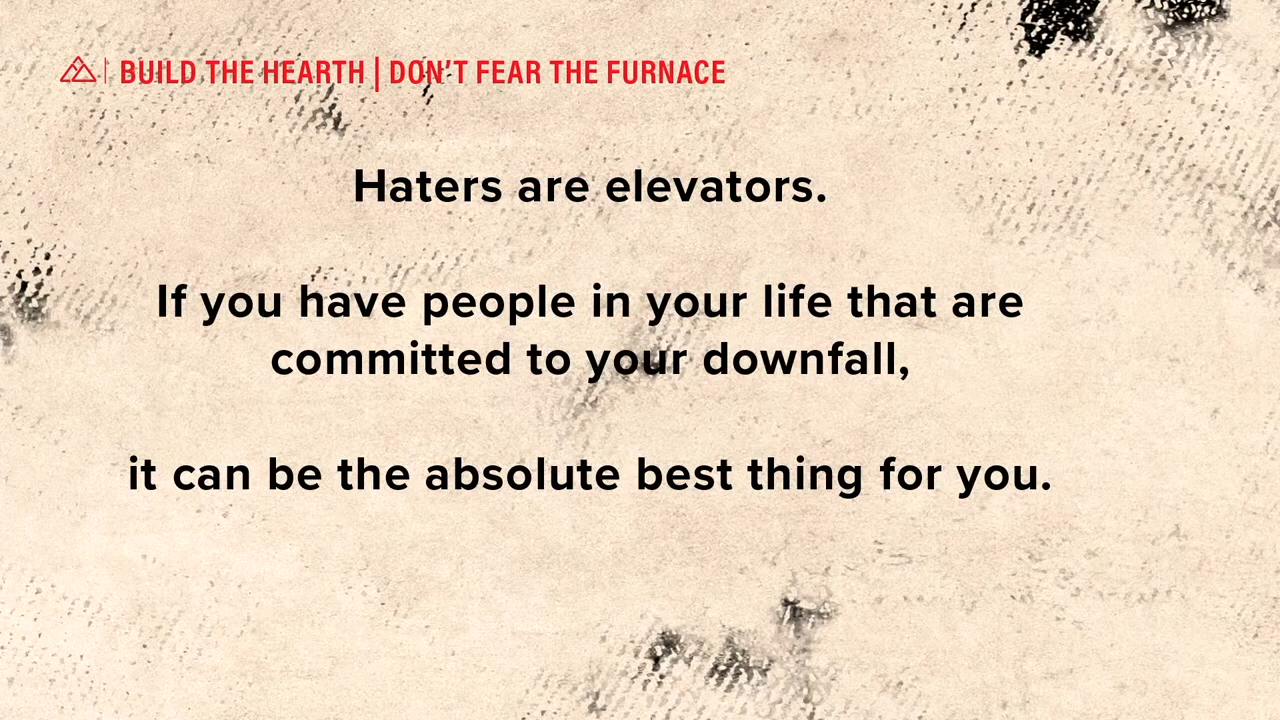 BUILD THE HEARTH | DON'T FEAR THE FURNACE
Haters are elevators.
If you have people in your life that are
committed to your downfall,
it can be the absolute best thing for you.